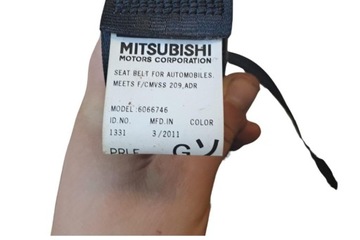 MITSUBISHI
MOTORS CORPORATION
SEAT BELT FOR AUTOMOBILES.
MEETS F/CMVSS 209,ADR
MODEL:6066746
ID.NO. MFD.IN COLOR
1331 3/2011